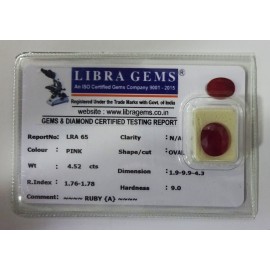 LIBRA GEMS
An ISO Certified Gems Company 9001 - 2015
Registered Under the Trade Marks with Govt. of India
website : www.libragems.co.in
GEMS & DIAMOND CERTIFIED TESTING REPORT
ReportNo: LRA 65 Clarity : N/A
Colour : PINK Shape/cut : OVAL
Wt : 4.52 cts Dimension : 1.9-9.9-4.3
R.Index : 1.76-1.78 Hardness : 9.0
Comment : RUBY {A}